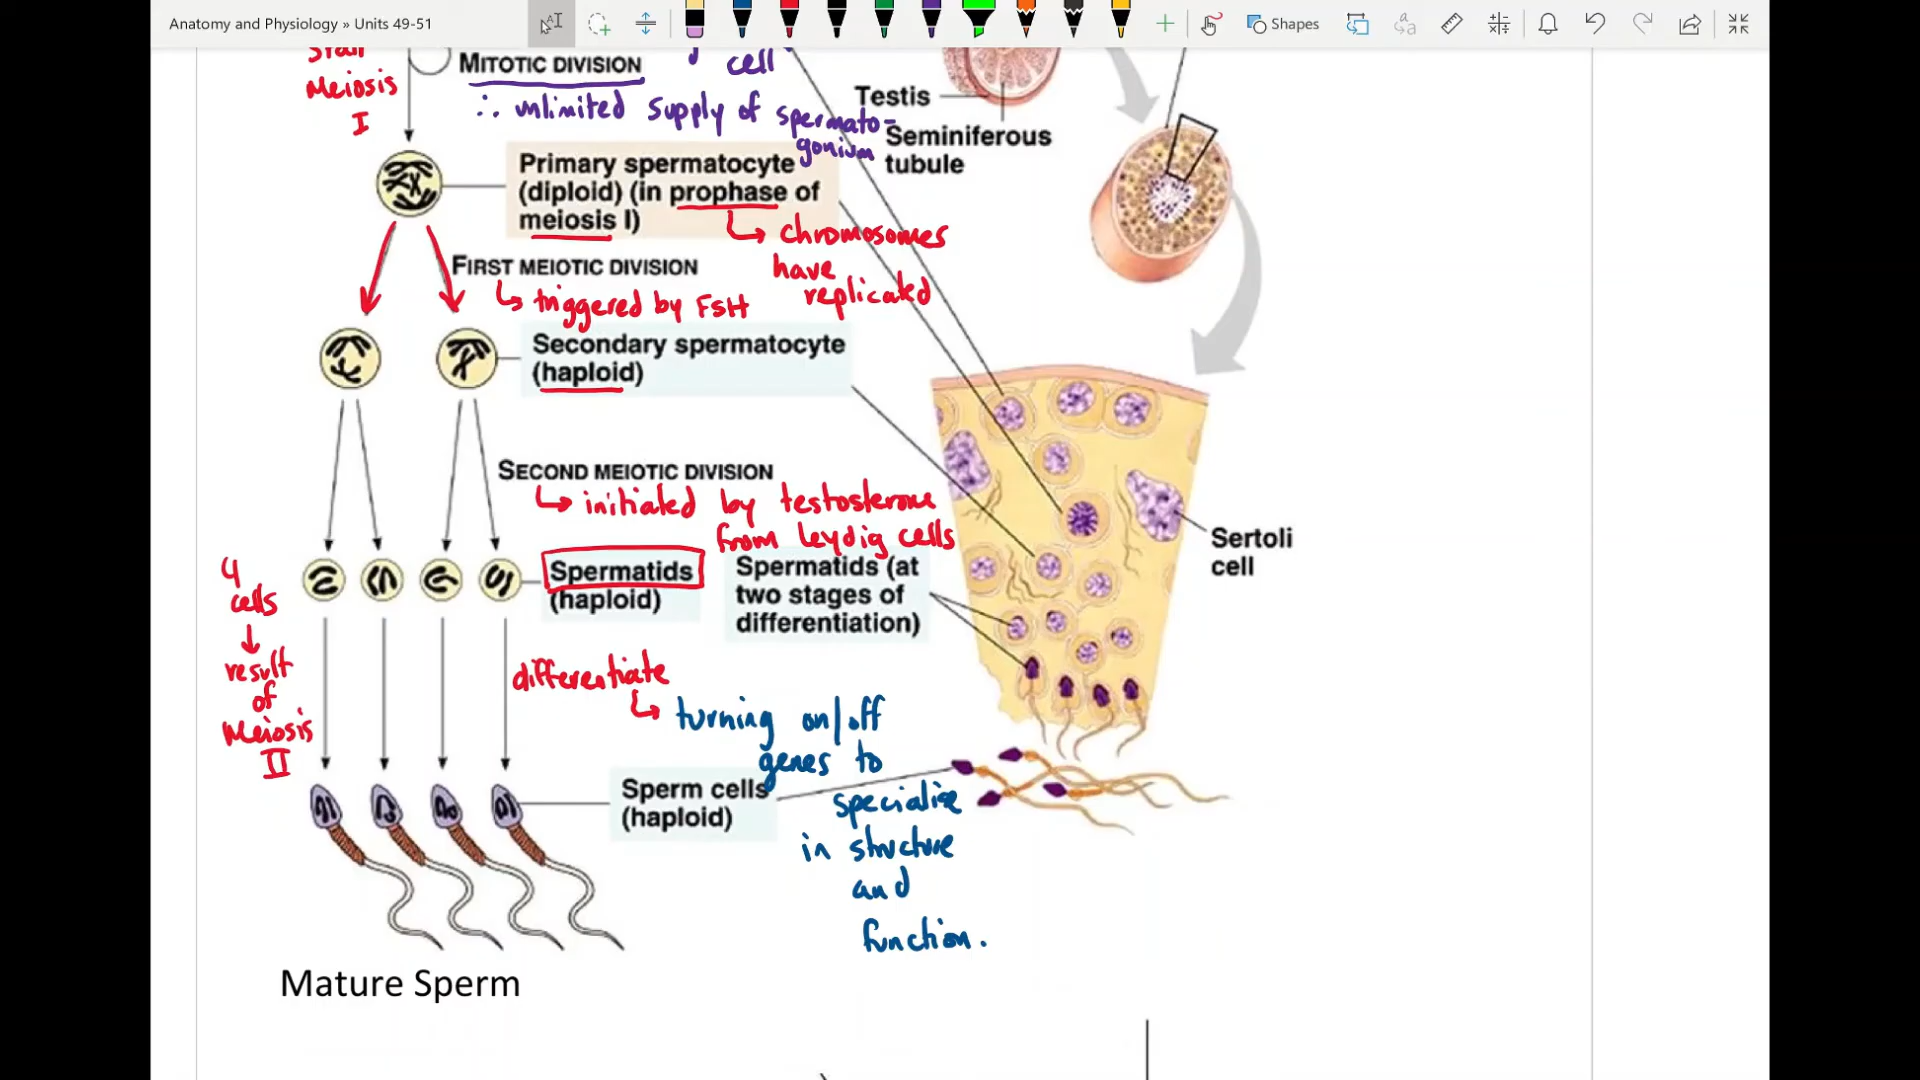 Anatomy and Physiology » Units 49-51
Shapes
Start
Meiosis
I
MITOTIC DIVISION
cell
∴ unlimited supply of spermato-
gonium
Testis
Seminiferous
tubule
Primary spermatocyte
(diploid) (in prophase of
meiosis I)
↳ chromosomes
have
replicated
FIRST MEIOTIC DIVISION
↳ triggered by FSH
Secondary spermatocyte
(haploid)
SECOND MEIOTIC DIVISION
↳ initiated by testosterone
from leydig cells
Sertoli
cell
4
cells
↓
result
of
Meiosis
II
Spermatids
(haploid)
Spermatids (at
two stages of
differentiation)
differentiate
↳ turning on/off
genes to
specialize
in structure
and
function.
Sperm cells
(haploid)
Mature Sperm